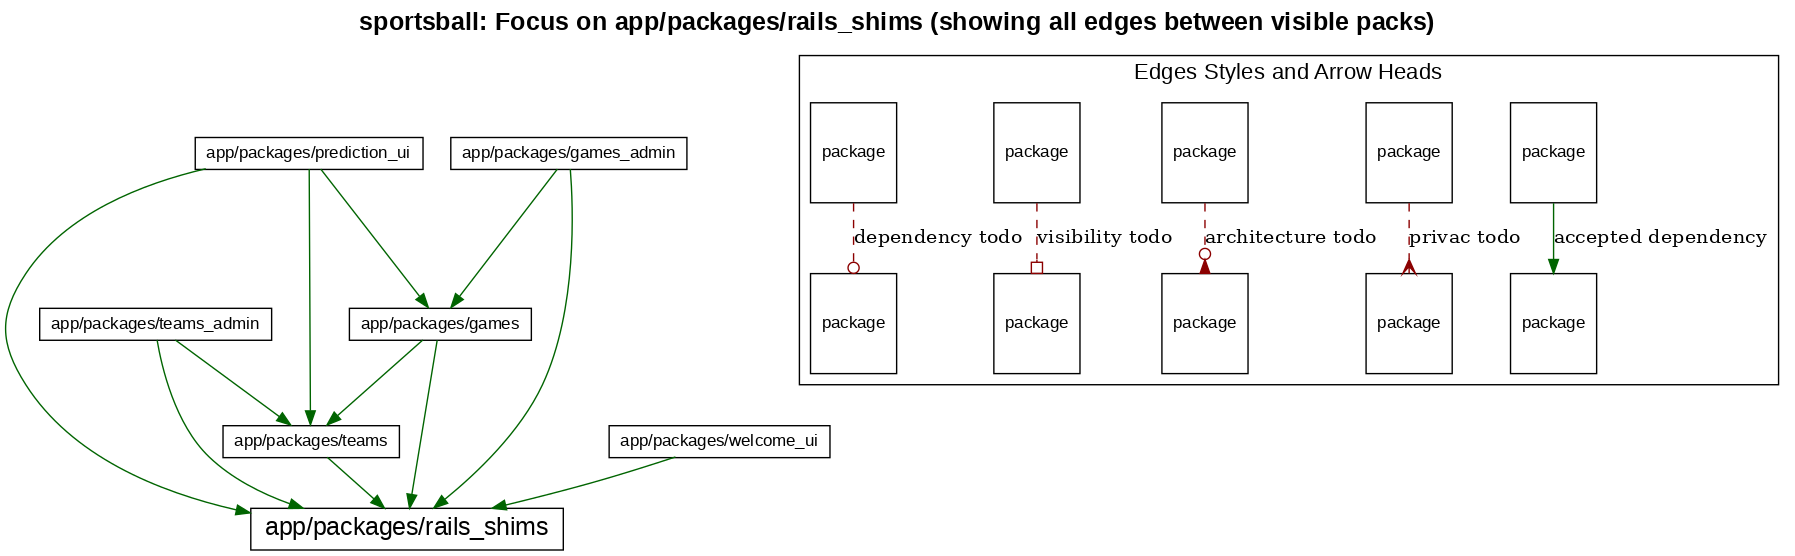 sportsball: Focus on app/packages/rails_shims (showing all edges between visible packs)
Edges Styles and Arrow Heads
package
package
package
package
package
dependency todo
visibility todo
architecture todo
privac todo
accepted dependency
package
package
package
package
package
app/packages/prediction_ui
app/packages/games_admin
app/packages/teams_admin
app/packages/games
app/packages/teams
app/packages/welcome_ui
app/packages/rails_shims